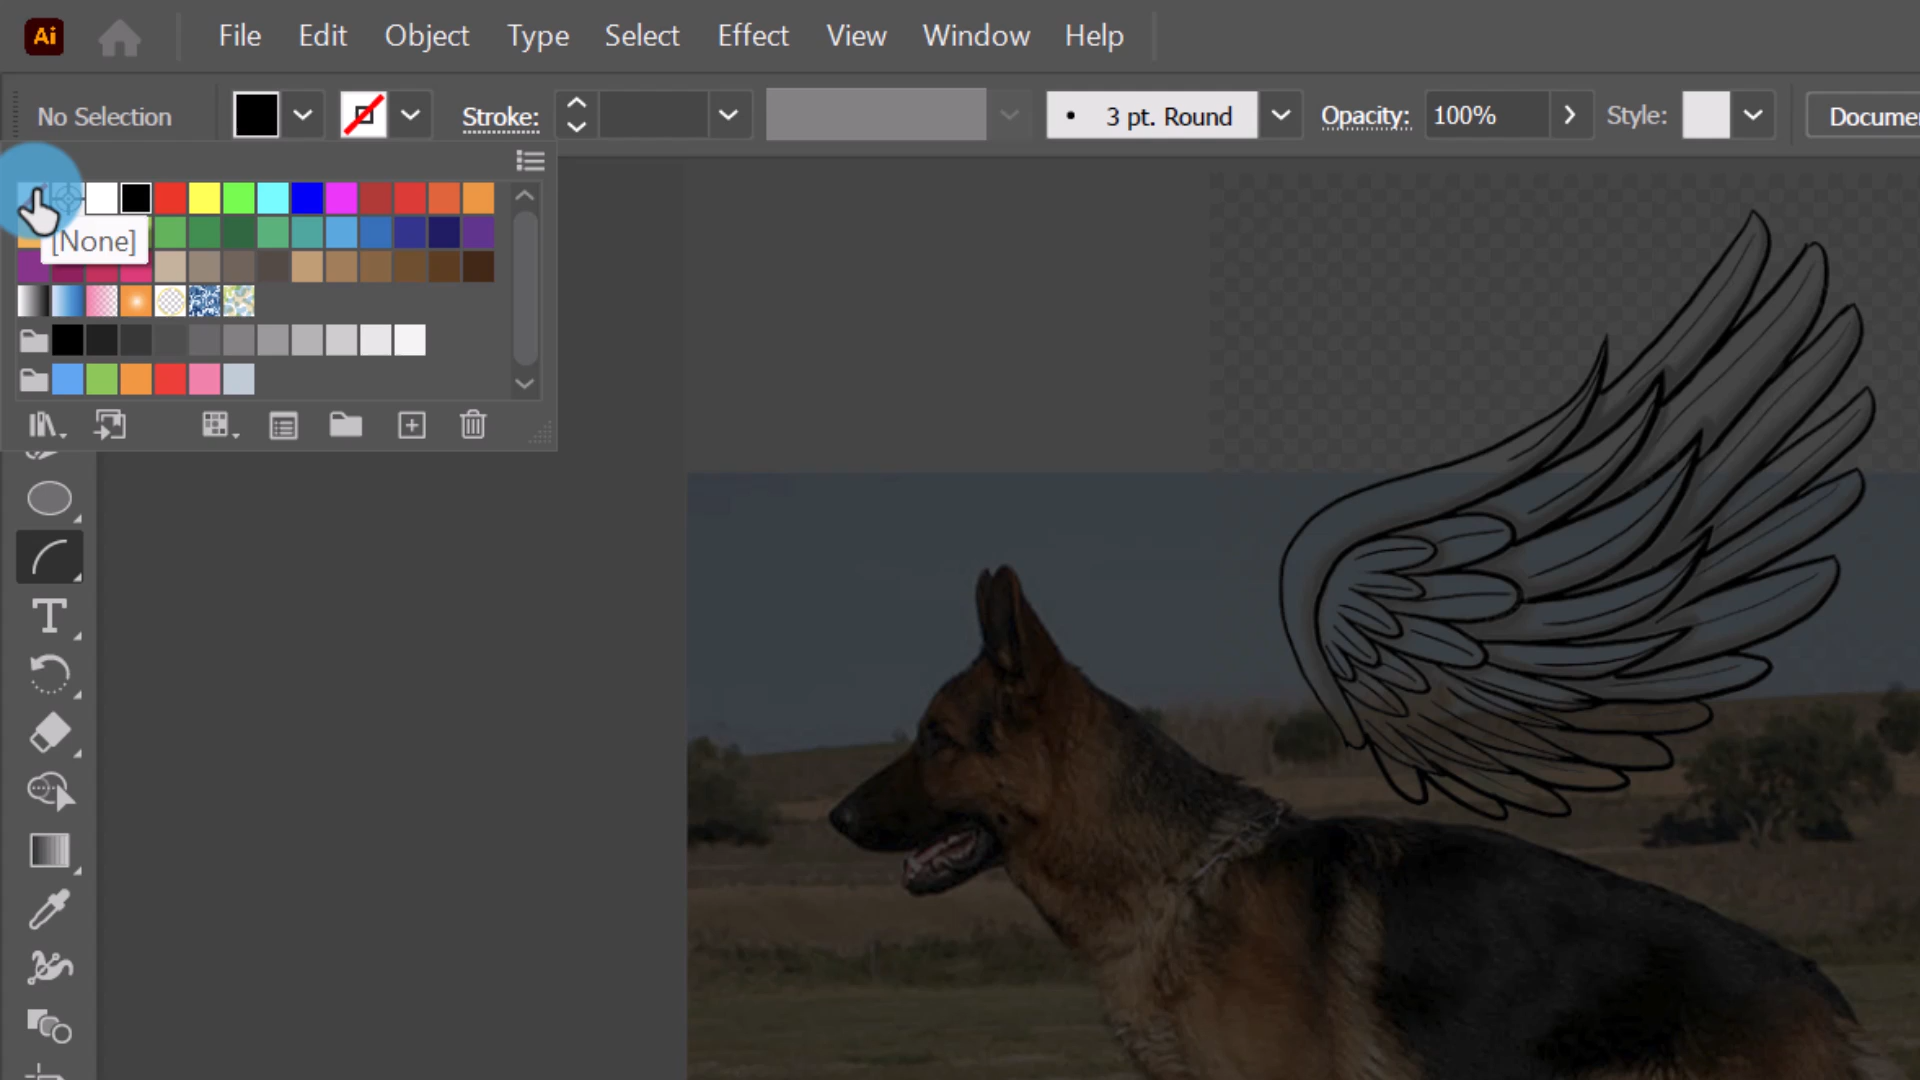 Ai File Edit Object Type Select Effect View Window Help
No Selection Stroke: 3 pt. Round Opacity: 100% Style: Docume
[None]
T